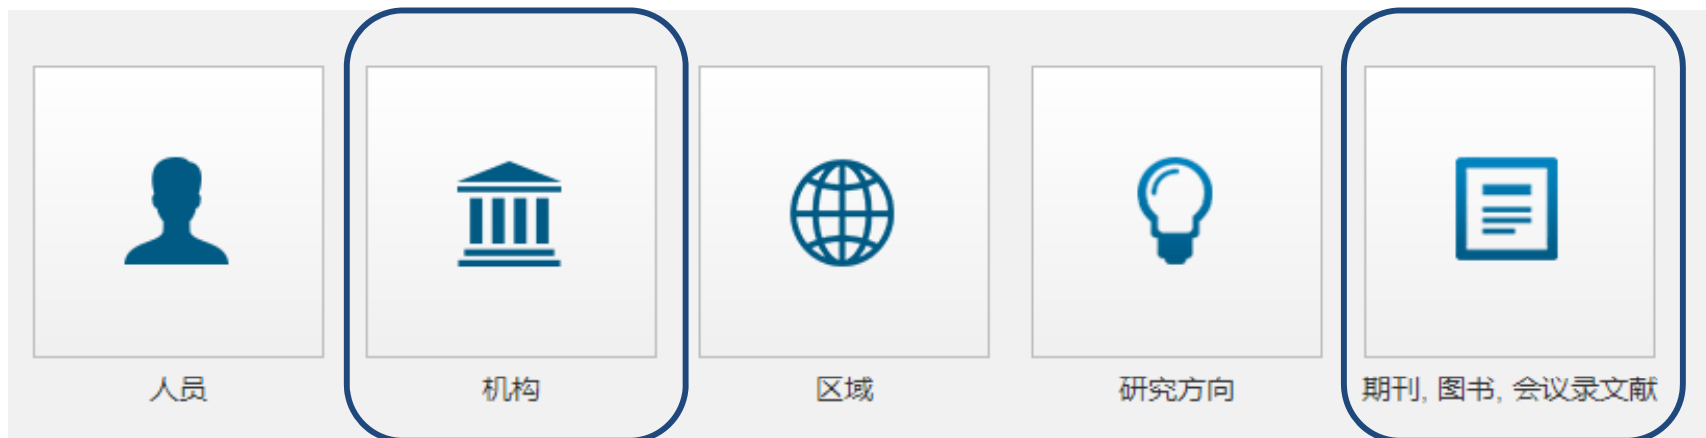 人员
机构
区域
研究方向
期刊, 图书, 会议录文献